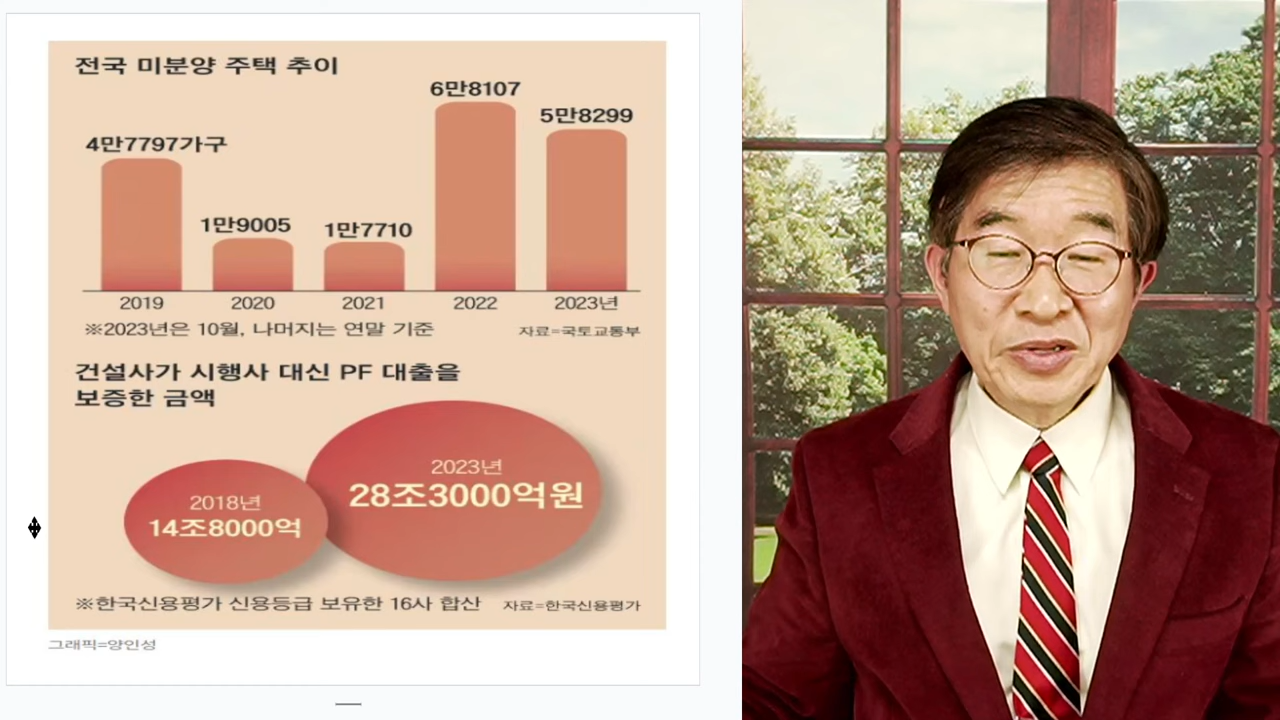 전국 미분양 주택 추이
6만8107
5만8299
4만7797가구
1만9005
1만7710
2019 2020 2021 2022 2023년
※2023년은 10월, 나머지는 연말 기준 자료=국토교통부
건설사가 시행사 대신 PF 대출을
보증한 금액
2023년
28조3000억원
2018년
14조8000억
※한국신용평가 신용등급 보유한 16사 합산 자료=한국신용평가
그래픽=양인성